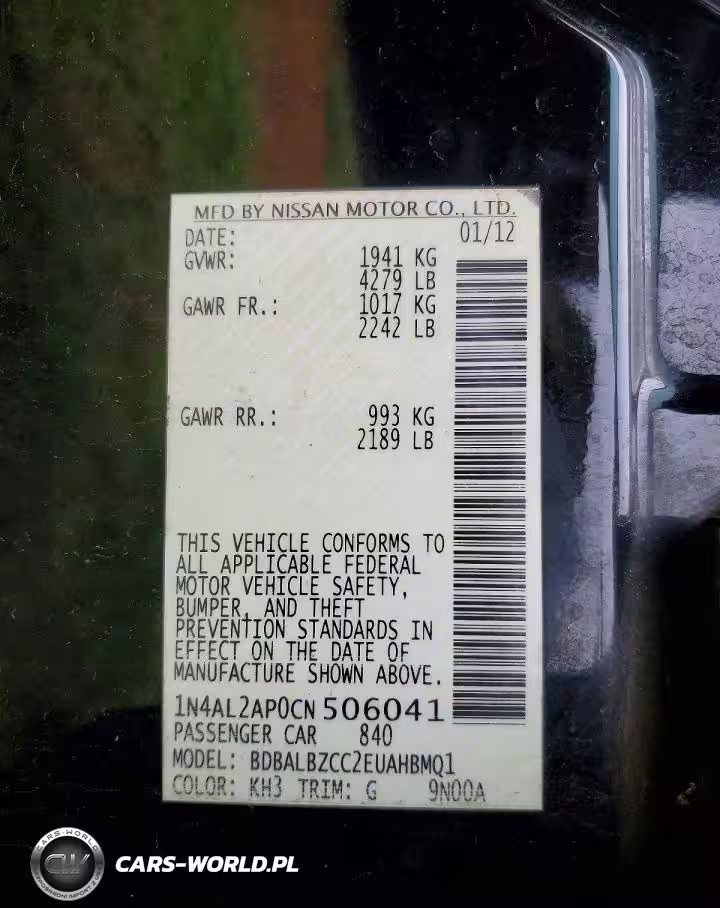 MFD BY NISSAN MOTOR CO., LTD.
DATE: 01/12
GVWR: 1941 KG
4279 LB
GAWR FR.: 1017 KG
2242 LB
GAWR RR.: 993 KG
2189 LB
THIS VEHICLE CONFORMS TO
ALL APPLICABLE FEDERAL
MOTOR VEHICLE SAFETY,
BUMPER, AND THEFT
PREVENTION STANDARDS IN
EFFECT ON THE DATE OF
MANUFACTURE SHOWN ABOVE.
1N4AL2AP0CN506041
PASSENGER CAR 840
MODEL: BDBALBZCC2EUAHBMQ1
COLOR: KH3 TRIM: G 9N00A
CARS-WORLD
CW
CARS-WORLD.PL